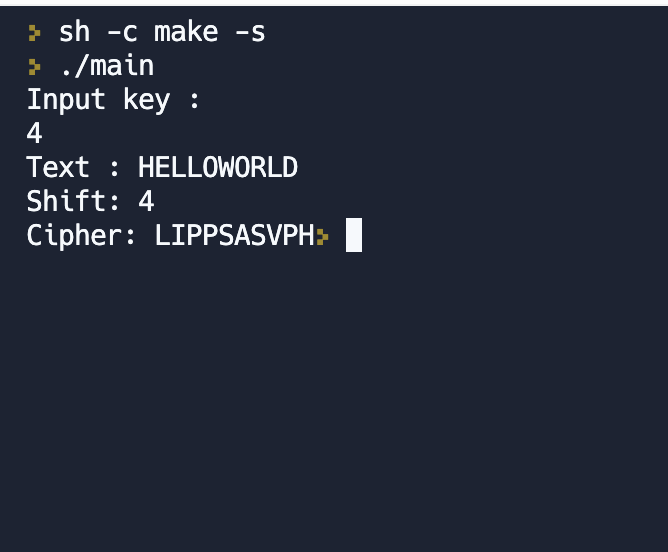 sh -c make -s
./main
Input key :
4
Text : HELLOWORLD
Shift: 4
Cipher: LIPPSASVPH